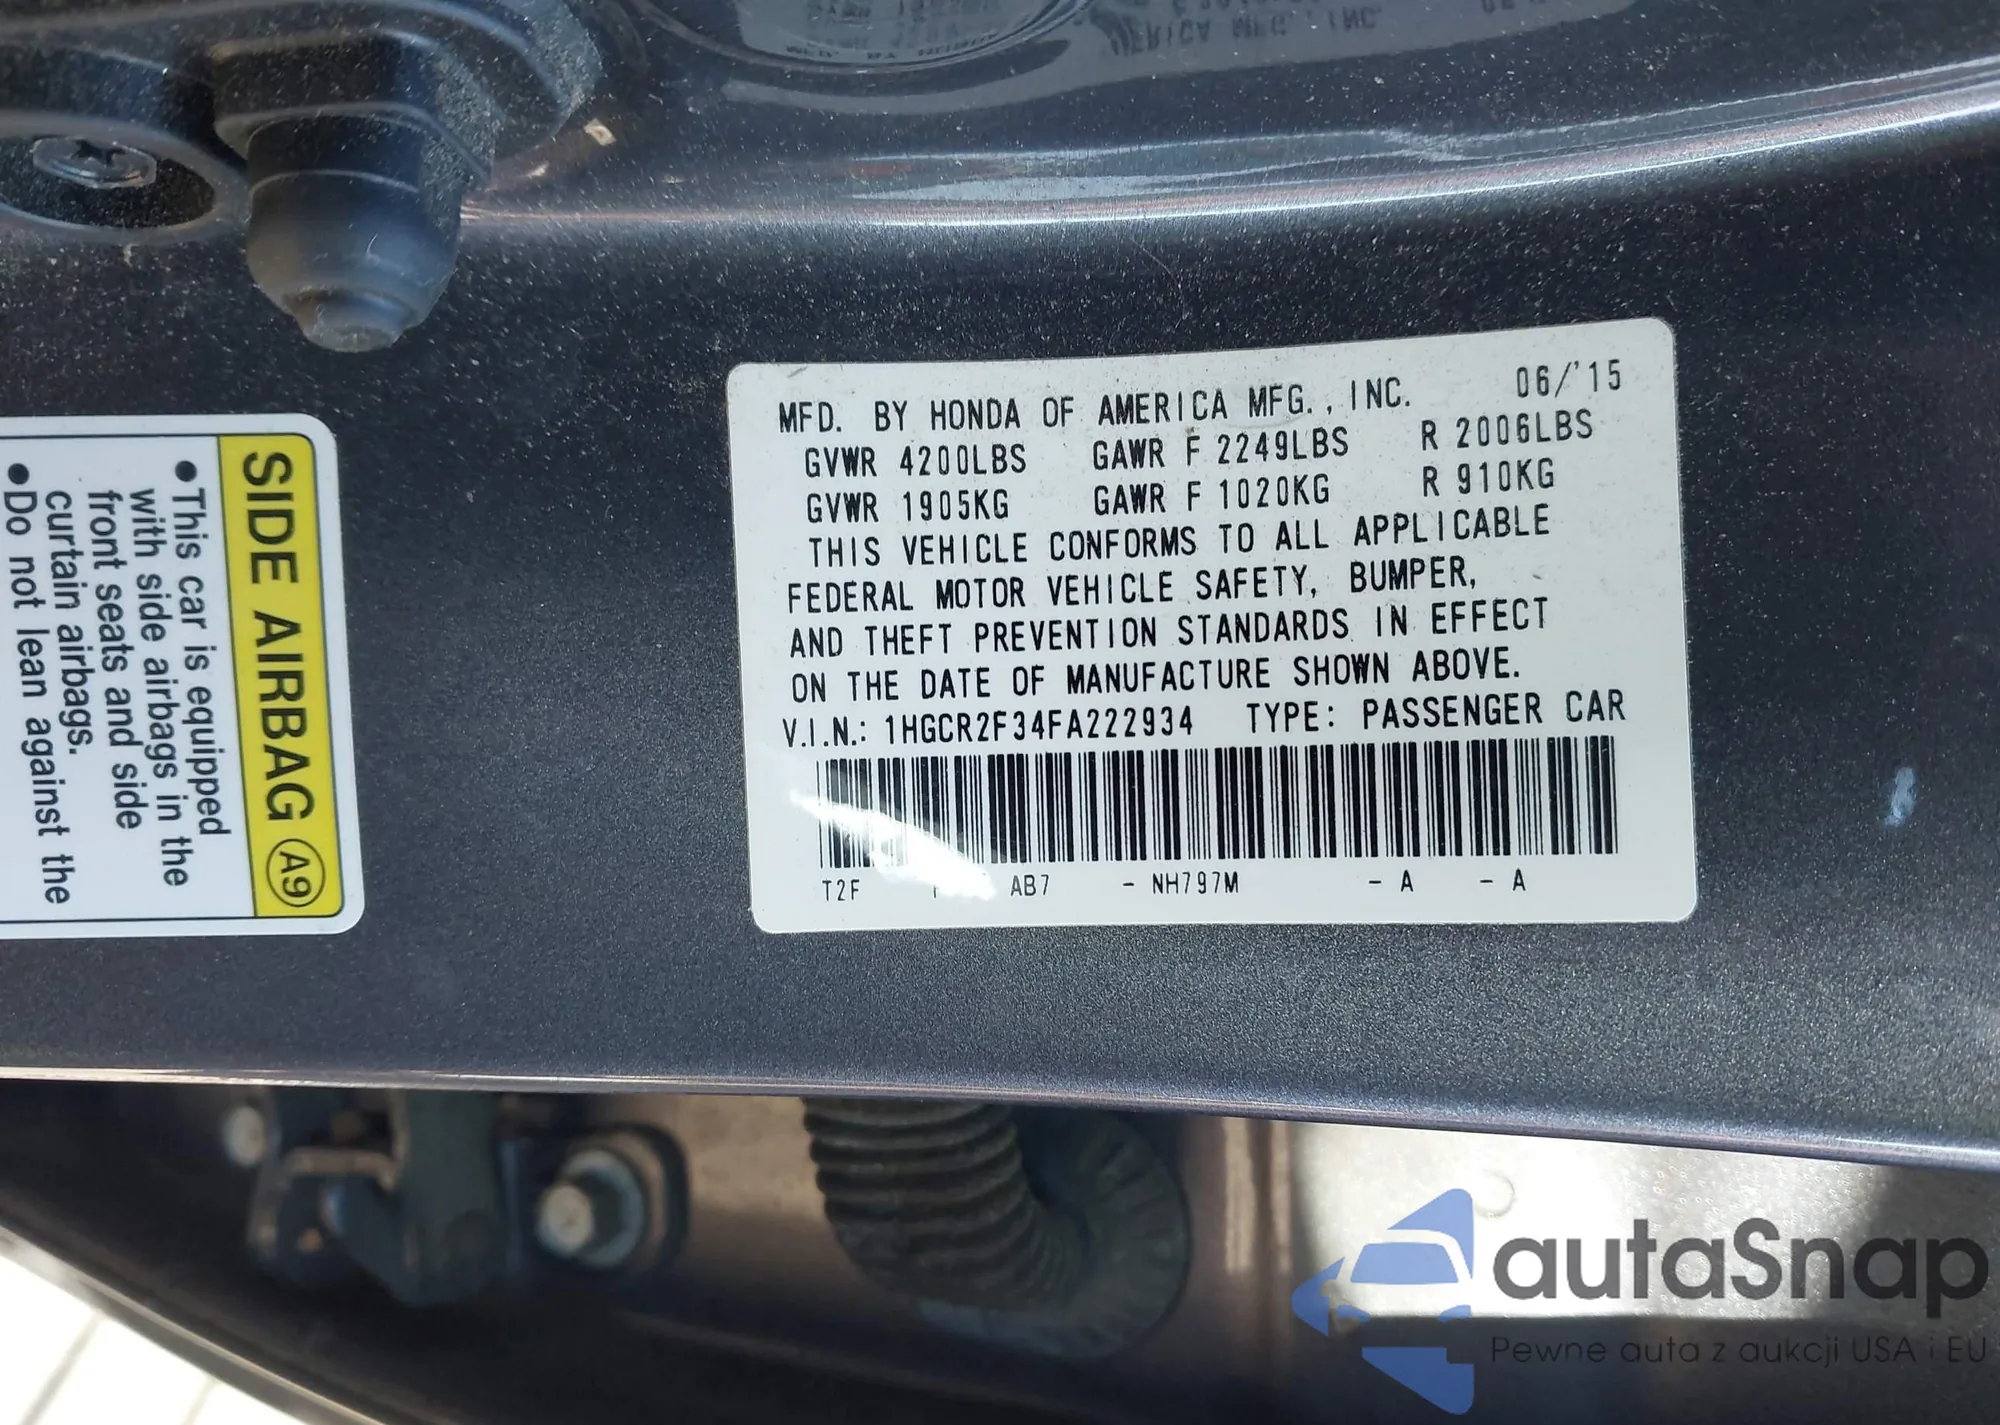 MFD. BY HONDA OF AMERICA MFG., INC. 06/'15
GVWR 4200LBS GAWR F 2249LBS R 2006LBS
GVWR 1905KG GAWR F 1020KG R 910KG
THIS VEHICLE CONFORMS TO ALL APPLICABLE
FEDERAL MOTOR VEHICLE SAFETY, BUMPER,
AND THEFT PREVENTION STANDARDS IN EFFECT
ON THE DATE OF MANUFACTURE SHOWN ABOVE.
V.I.N.: 1HGCR2F34FA222934 TYPE: PASSENGER CAR
T2F AB7 - NH797M - A - A
SIDE AIRBAG A9
•This car is equipped
with side airbags in the
front seats and side
curtain airbags.
•Do not lean against the
autaSnap
Pewne auta z aukcji USA i EU